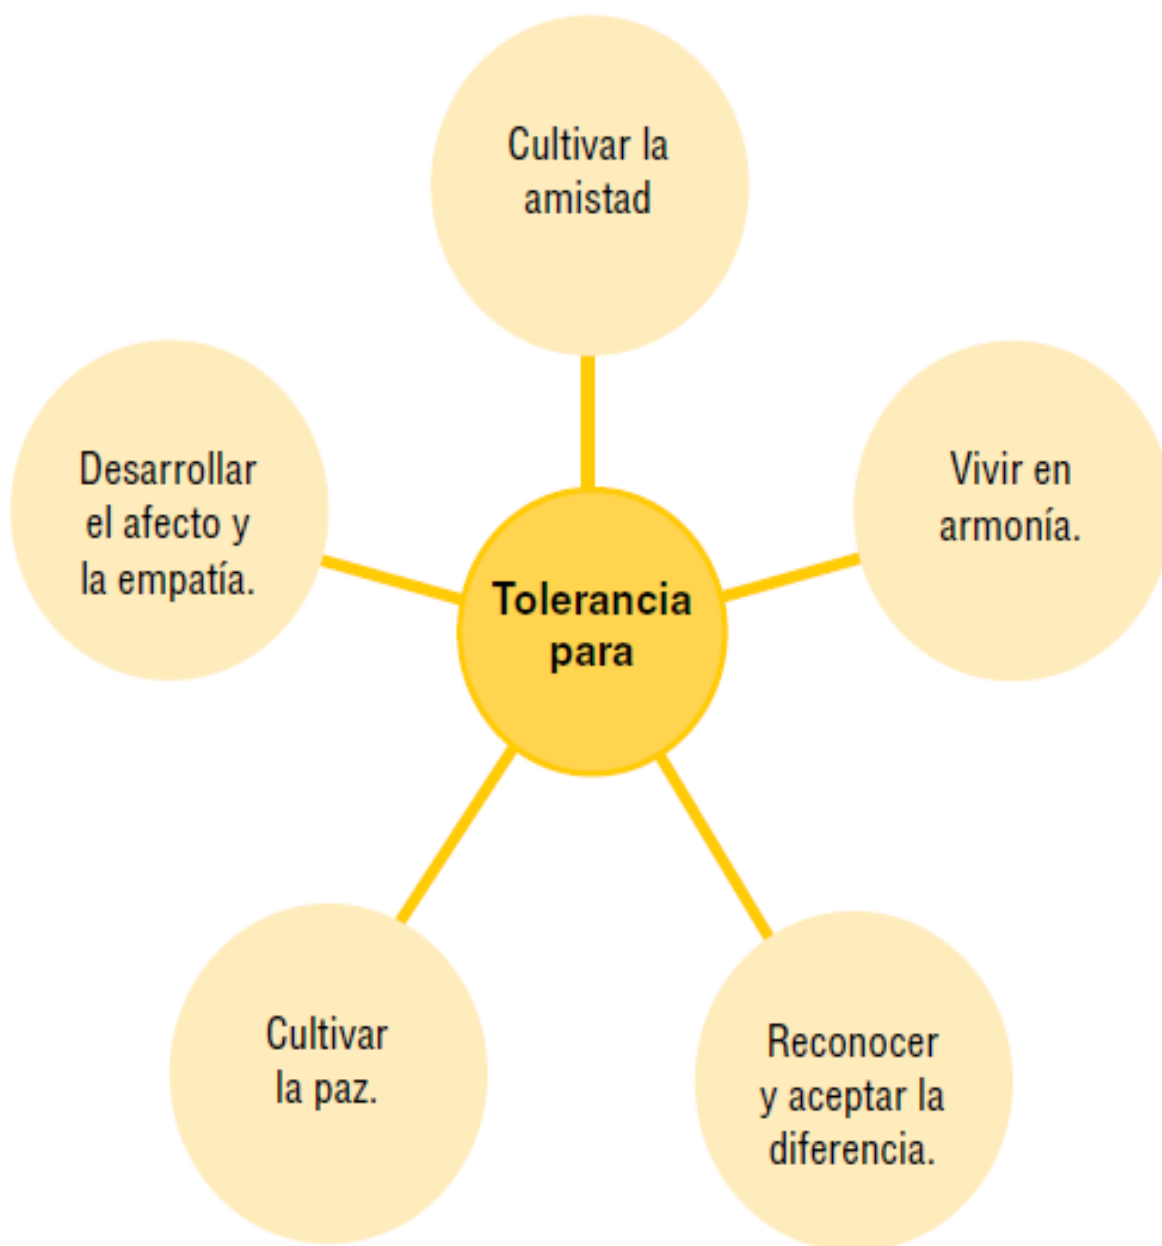 Cultivar la
amistad
Desarrollar
el afecto y
la empatía.
Vivir en
armonía.
Tolerancia
para
Cultivar
la paz.
Reconocer
y aceptar la
diferencia.